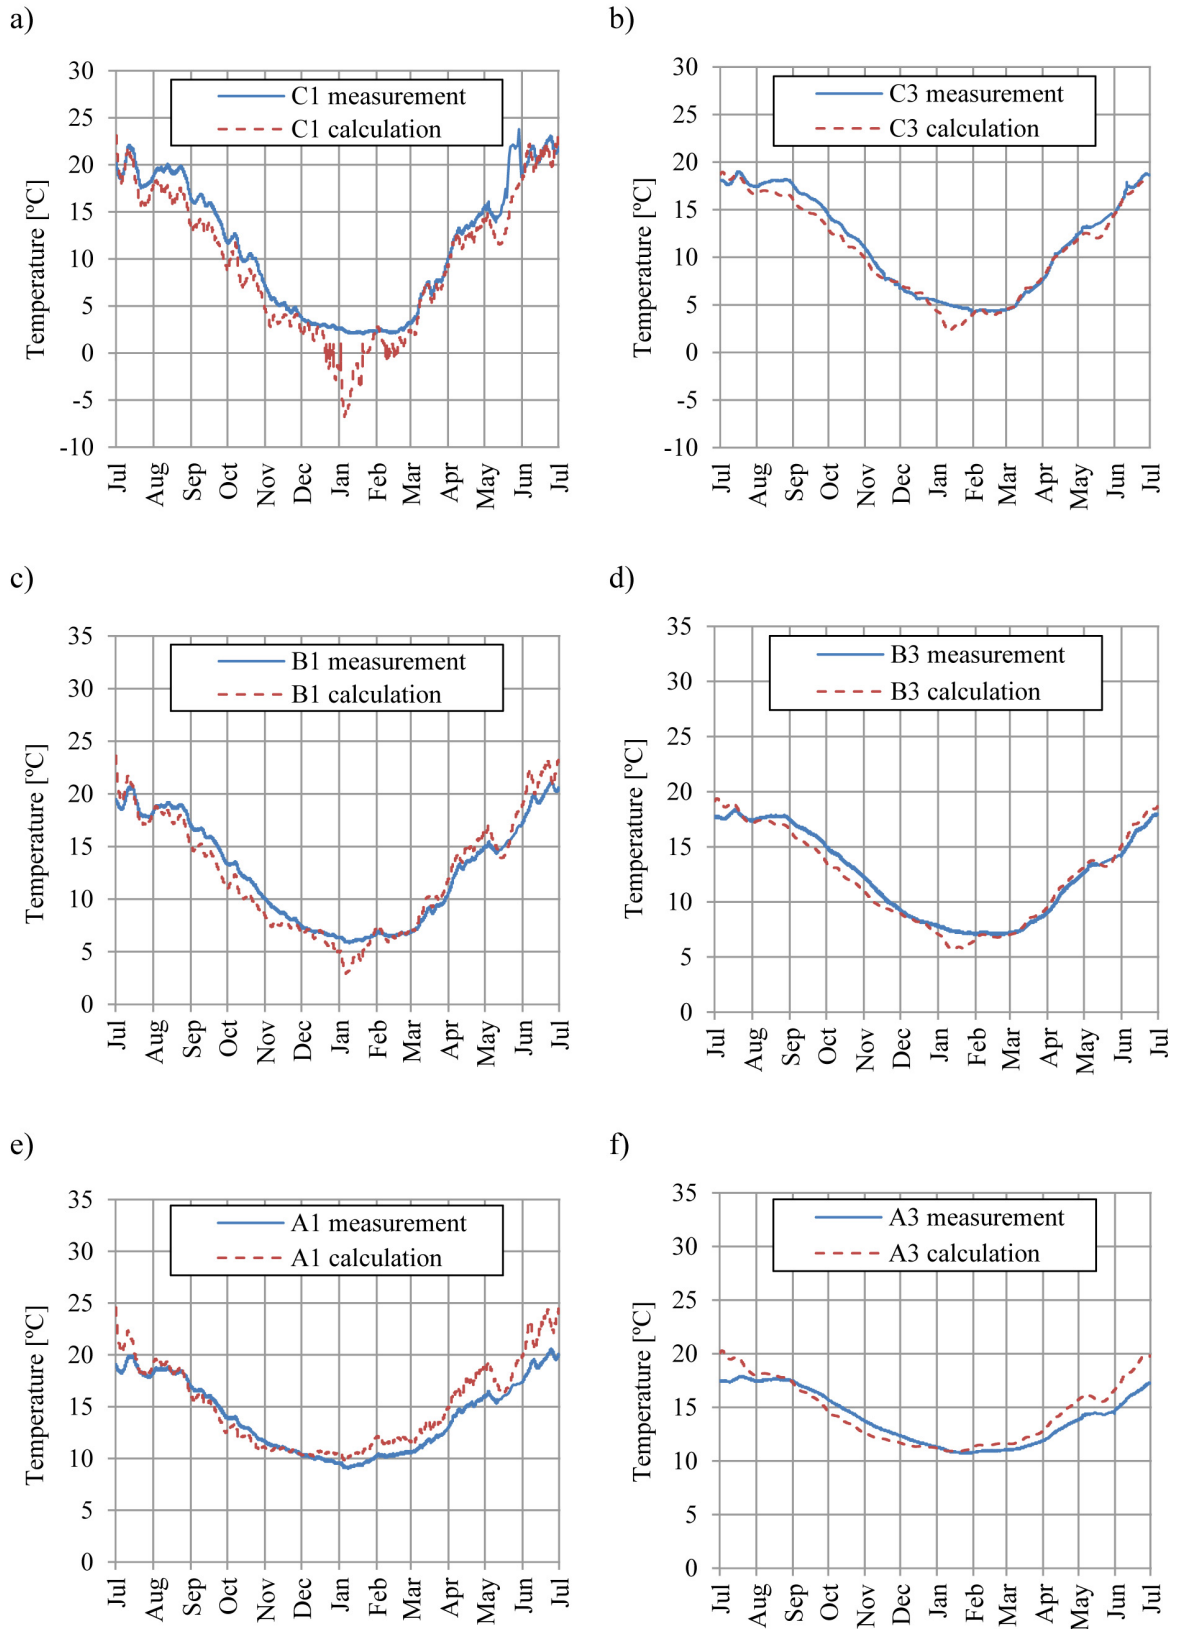 a)
30
25
20
15
10
5
0
-5
-10
Temperature [ºC]
C1 measurement
C1 calculation
Jul
Aug
Sep
Oct
Nov
Dec
Jan
Feb
Mar
Apr
May
Jun
Jul
b)
30
25
20
15
10
5
0
-5
-10
Temperature [ºC]
C3 measurement
C3 calculation
Jul
Aug
Sep
Oct
Nov
Dec
Jan
Feb
Mar
Apr
May
Jun
Jul
c)
35
30
25
20
15
10
5
0
Temperature [ºC]
B1 measurement
B1 calculation
Jul
Aug
Sep
Oct
Nov
Dec
Jan
Feb
Mar
Apr
May
Jun
Jul
d)
35
30
25
20
15
10
5
0
Temperature [ºC]
B3 measurement
B3 calculation
Jul
Aug
Sep
Oct
Nov
Dec
Jan
Feb
Mar
Apr
May
Jun
Jul
e)
35
30
25
20
15
10
5
0
Temperature [ºC]
A1 measurement
A1 calculation
Jul
Aug
Sep
Oct
Nov
Dec
Jan
Feb
Mar
Apr
May
Jun
Jul
f)
35
30
25
20
15
10
5
0
Temperature [ºC]
A3 measurement
A3 calculation
Jul
Aug
Sep
Oct
Nov
Dec
Jan
Feb
Mar
Apr
May
Jun
Jul